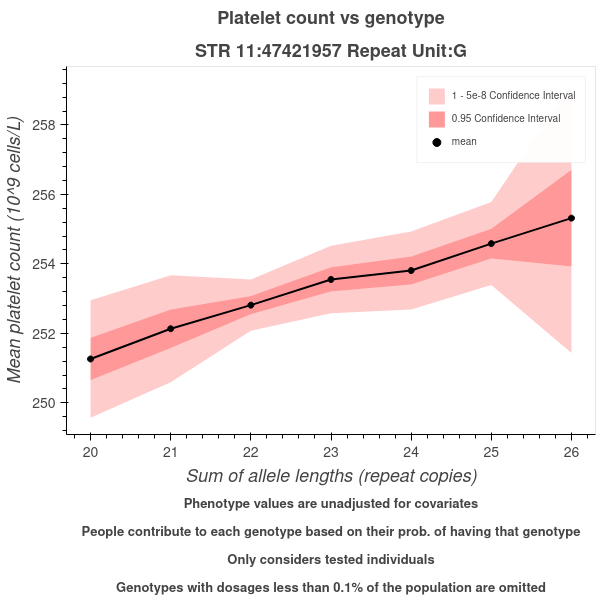 Platelet count vs genotype
STR 11:47421957 Repeat Unit:G
1 - 5e-8 Confidence Interval
0.95 Confidence Interval
mean
Mean platelet count (10^9 cells/L)
258
256
254
252
250
20 21 22 23 24 25 26
Sum of allele lengths (repeat copies)
Phenotype values are unadjusted for covariates
People contribute to each genotype based on their prob. of having that genotype
Only considers tested individuals
Genotypes with dosages less than 0.1% of the population are omitted